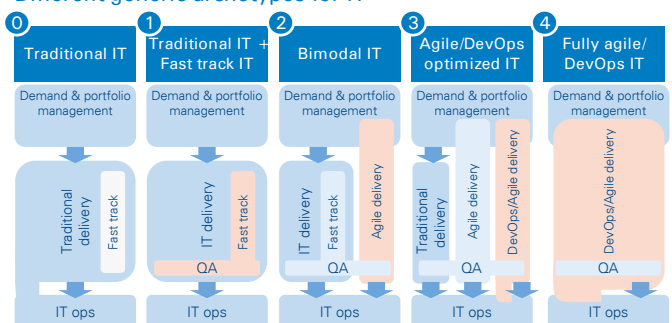 0
Traditional IT
Demand & portfolio
management
Traditional
delivery
Fast track
IT ops
1
Traditional IT +
Fast track IT
Demand & portfolio
management
IT delivery
Fast track
QA
IT ops
2
Bimodal IT
Demand & portfolio
management
IT delivery
Fast track
Agile delivery
QA
IT ops
3
Agile/DevOps
optimized IT
Demand & portfolio
management
Traditional
delivery
Agile delivery
DevOps/Agile delivery
QA
IT ops
4
Fully agile/
DevOps IT
Demand & portfolio
management
DevOps/Agile delivery
QA
IT ops